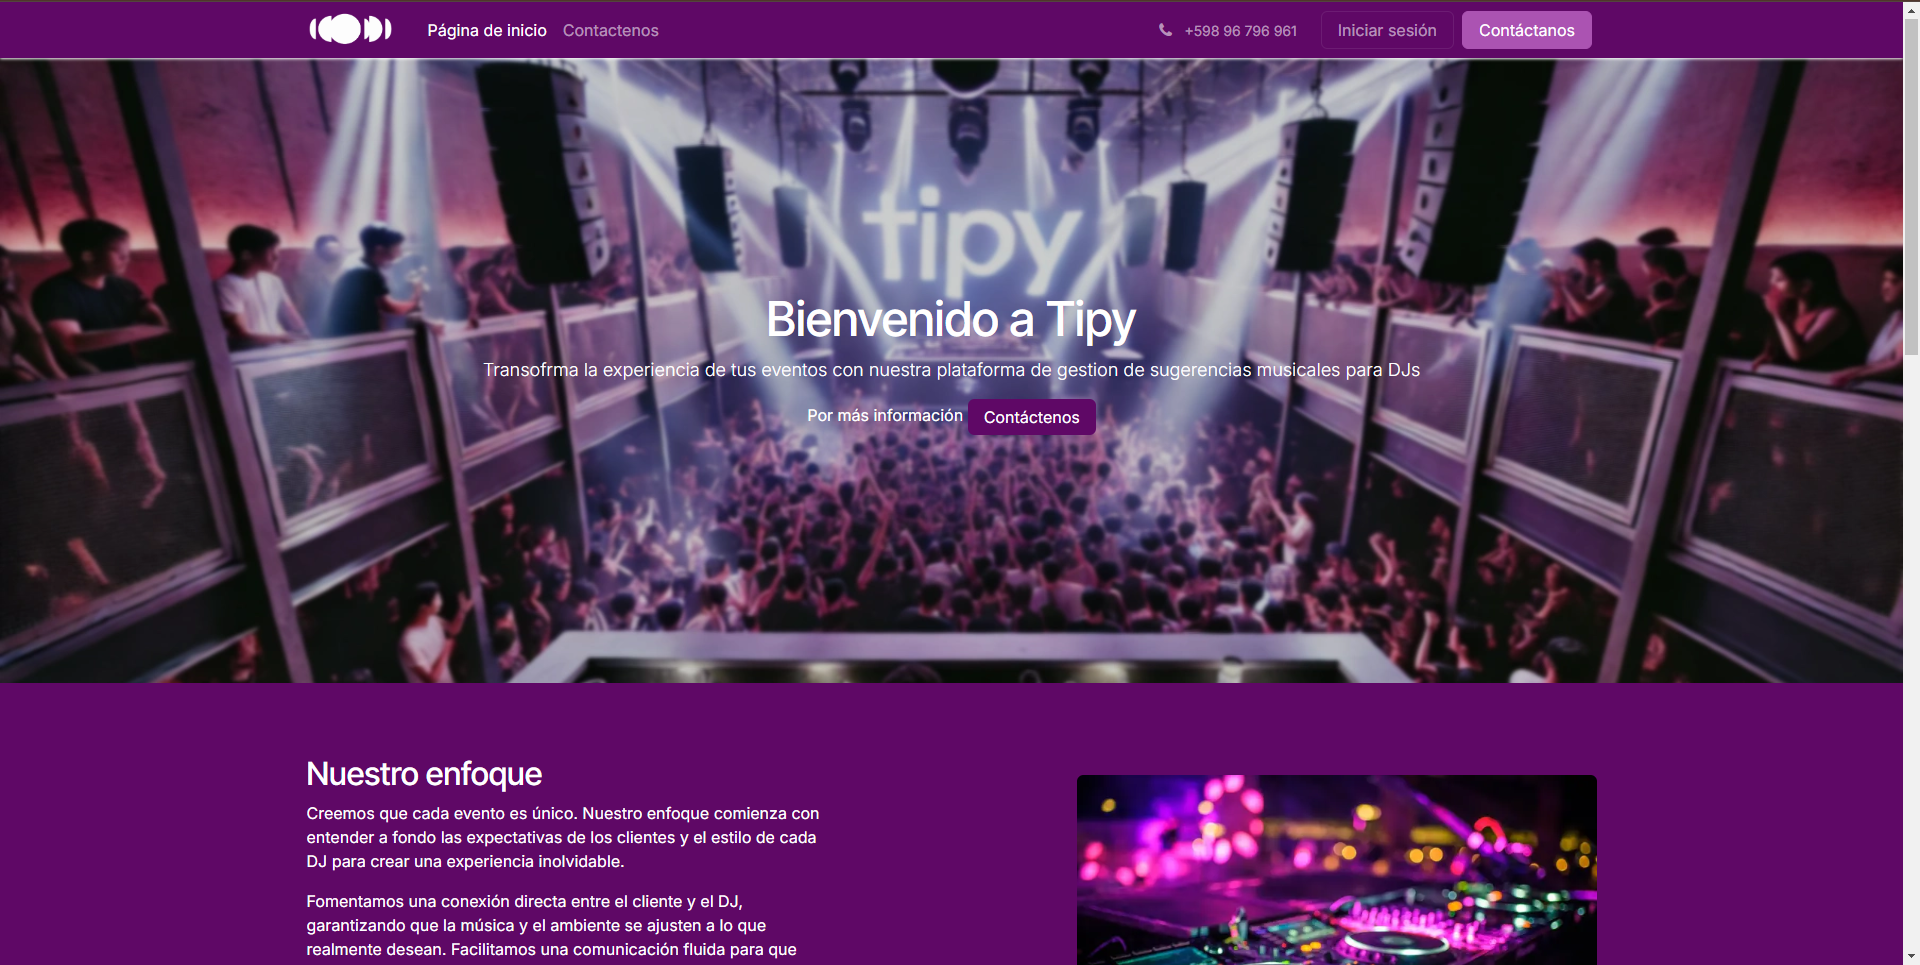 Página de inicio
Contactenos
+598 96 796 961
Iniciar sesión
Contáctanos
tipy
Bienvenido a Tipy
Transofrma la experiencia de tus eventos con nuestra plataforma de gestion de sugerencias musicales para DJs
Por más información Contáctenos
Nuestro enfoque
Creemos que cada evento es único. Nuestro enfoque comienza con
entender a fondo las expectativas de los clientes y el estilo de cada
DJ para crear una experiencia inolvidable.
Fomentamos una conexión directa entre el cliente y el DJ,
garantizando que la música y el ambiente se ajusten a lo que
realmente desean. Facilitamos una comunicación fluida para que